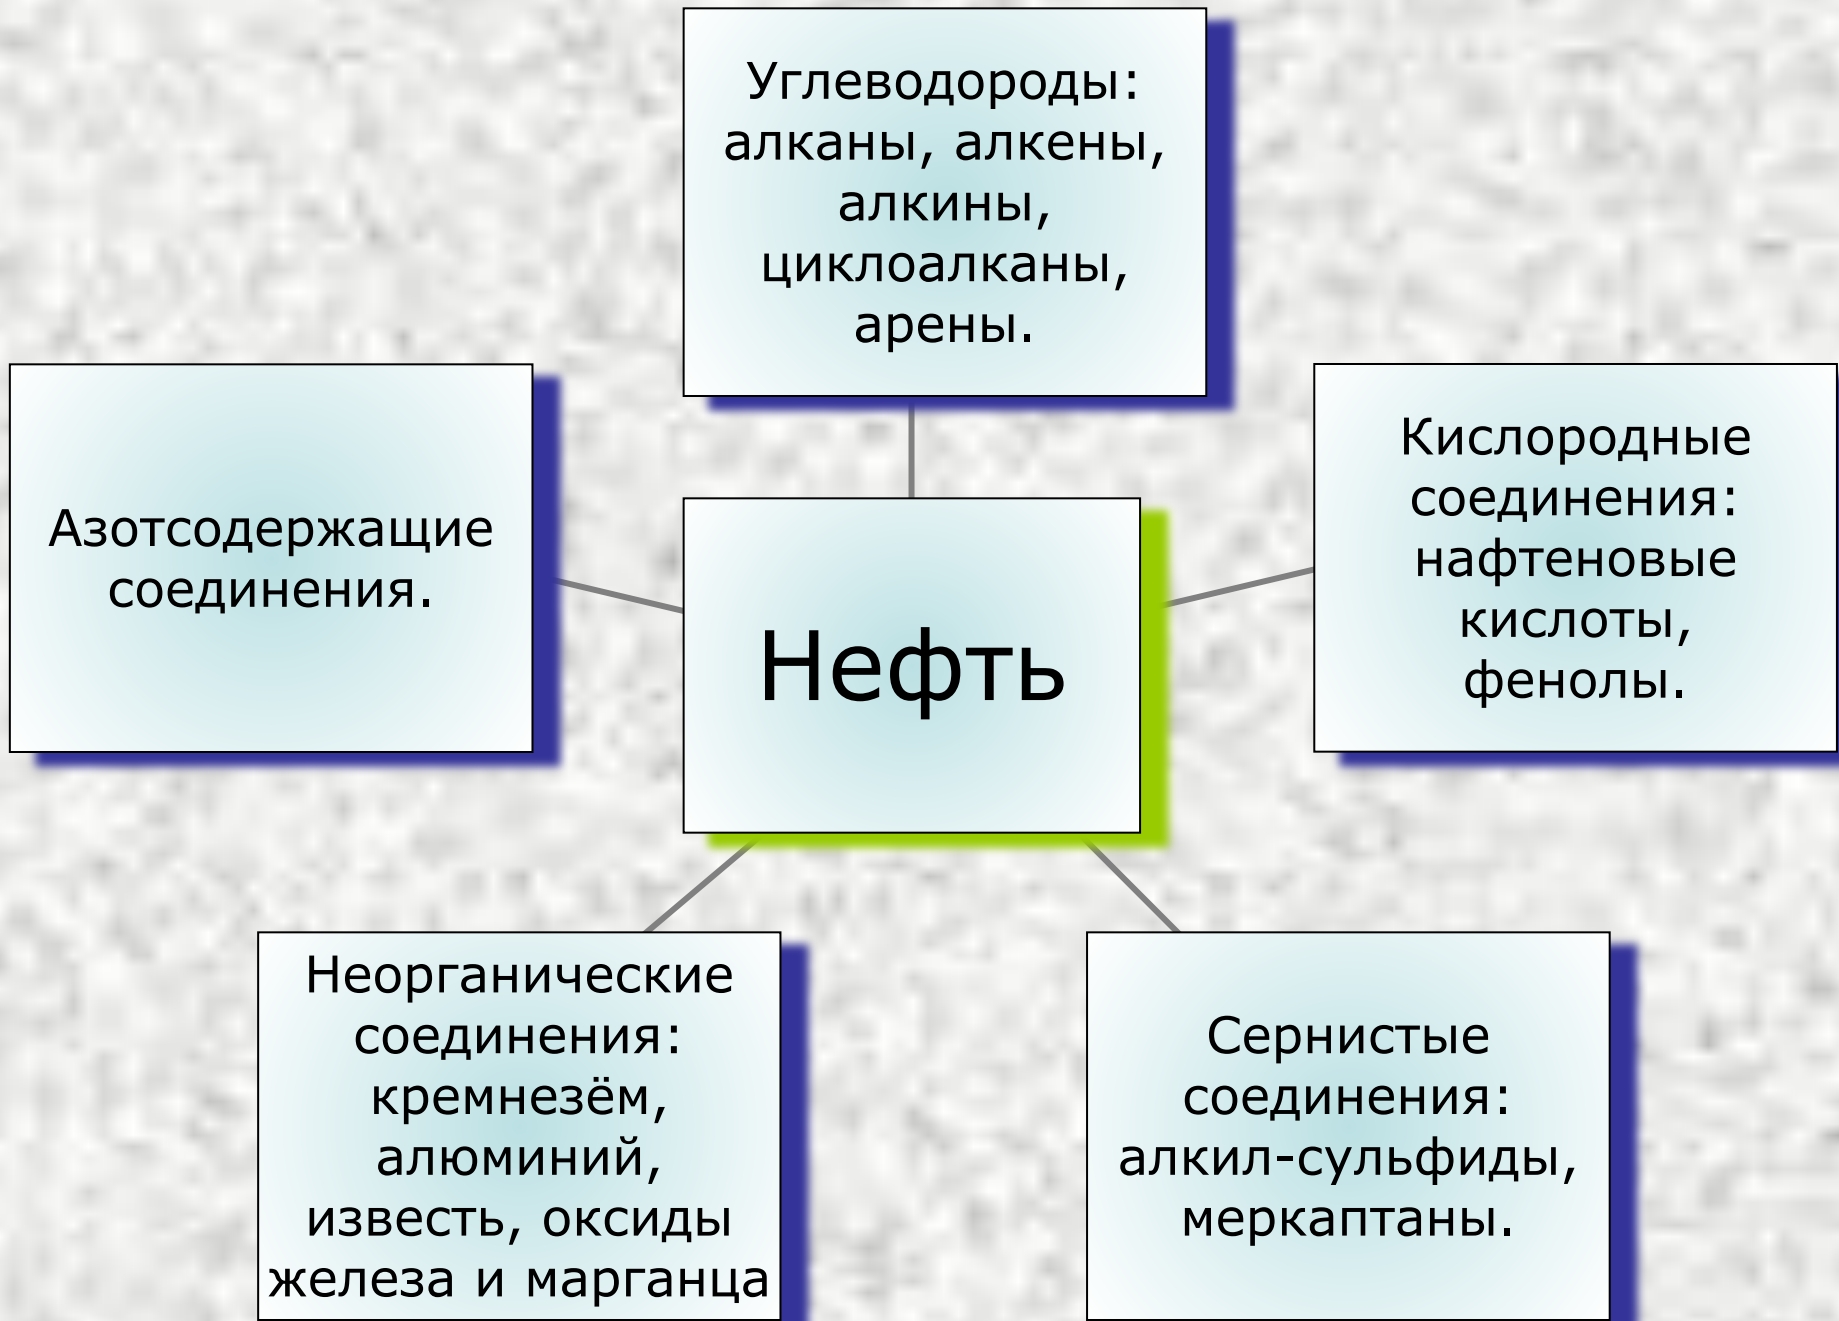 Углеводороды:
алканы, алкены,
алкины,
циклоалканы,
арены.
Азотсодержащие
соединения.
Нефть
Кислородные
соединения:
нафтеновые
кислоты,
фенолы.
Неорганические
соединения:
кремнезём,
алюминий,
известь, оксиды
железа и марганца
Сернистые
соединения:
алкил-сульфиды,
меркаптаны.